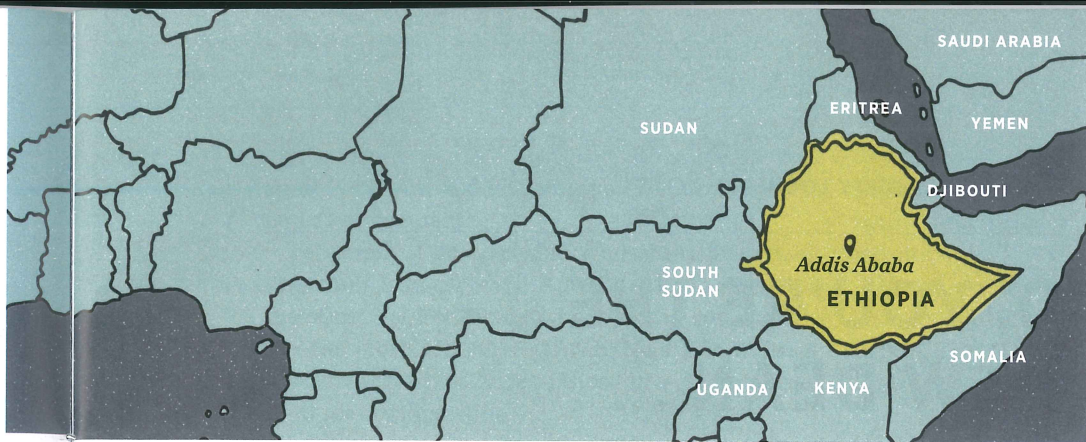 SAUDI ARABIA
ERITREA
SUDAN
YEMEN
DJIBOUTI
Addis Ababa
SOUTH
SUDAN
ETHIOPIA
SOMALIA
UGANDA
KENYA